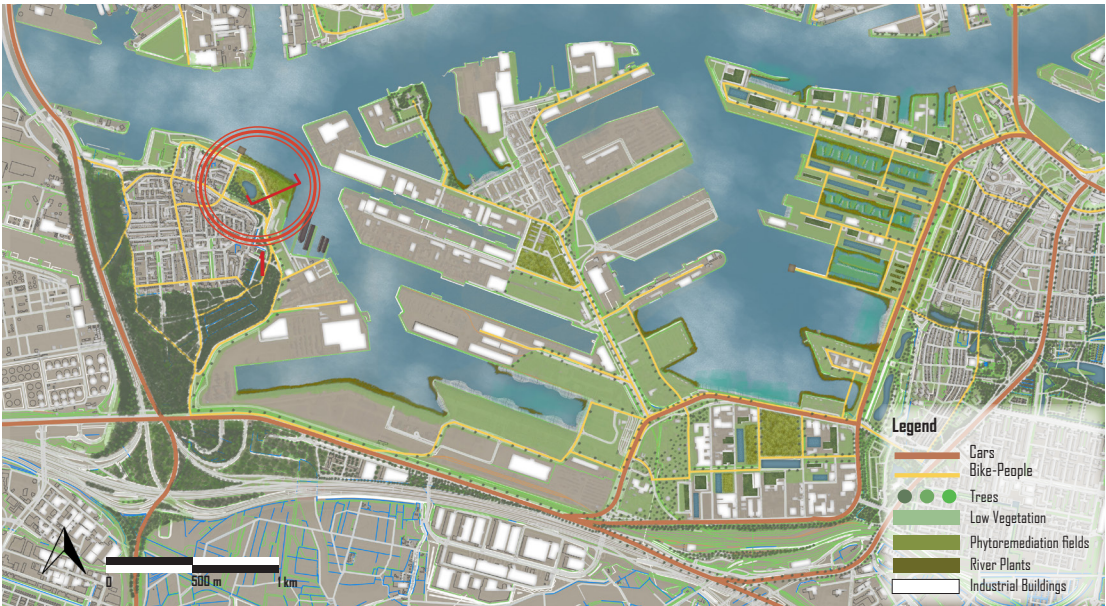 Legend
Cars
Bike-People
Trees
Low Vegetation
Phytoremediation fields
River Plants
Industrial Buildings
0 500 m 1 km